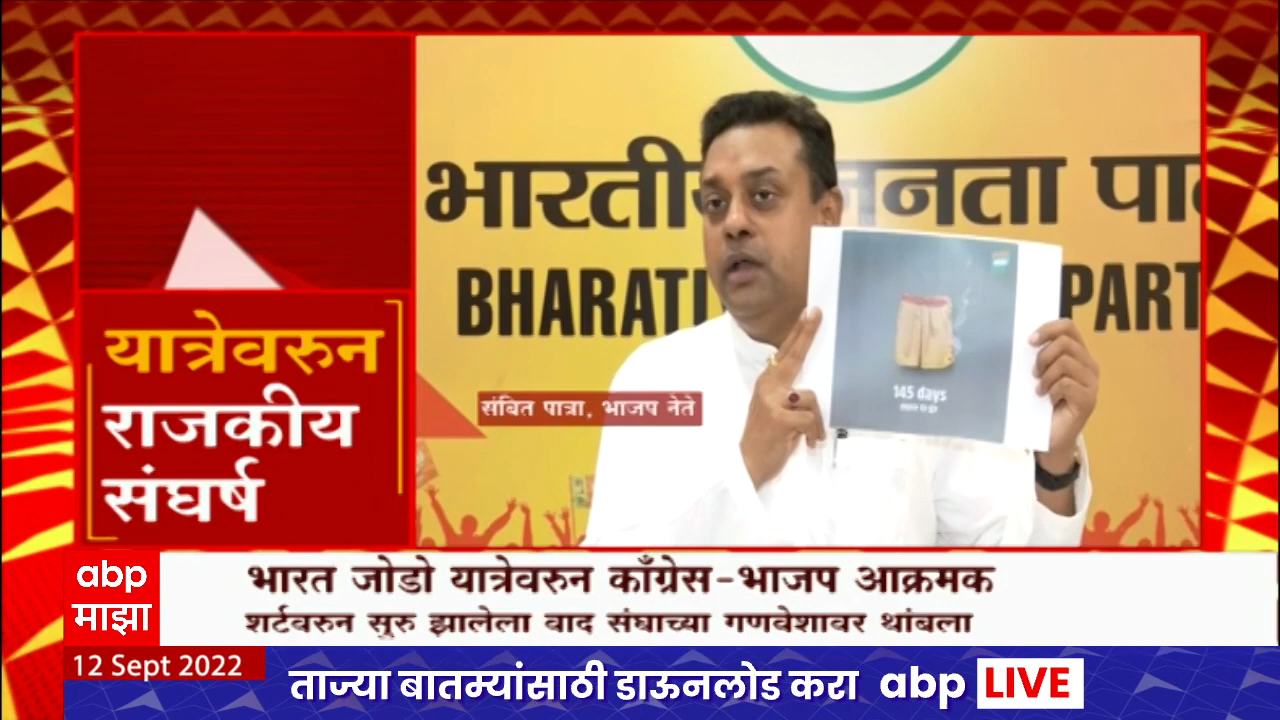 भारतीय जनता पा
BHARATI PART
145 days
संबित पात्रा, भाजप नेते
यात्रेवरुन
राजकीय
संघर्ष
abp
माझा
भारत जोडो यात्रेवरुन काँग्रेस-भाजप आक्रमक
शर्टवरुन सुरु झालेला वाद संघाच्या गणवेशावर थांबला
12 Sept 2022
ताज्या बातम्यांसाठी डाऊनलोड करा abp LIVE